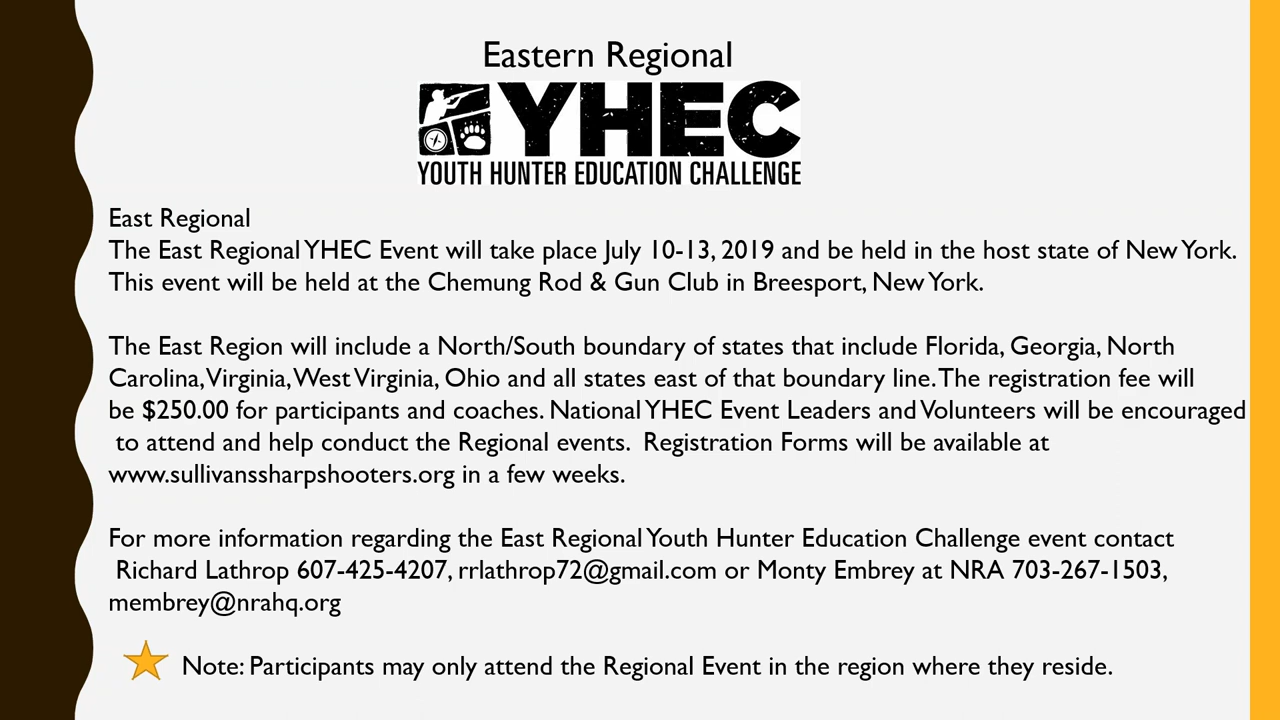 Eastern Regional
YHEC
YOUTH HUNTER EDUCATION CHALLENGE
East Regional
The East Regional YHEC Event will take place July 10-13, 2019 and be held in the host state of New York.
This event will be held at the Chemung Rod & Gun Club in Breesport, New York.
The East Region will include a North/South boundary of states that include Florida, Georgia, North
Carolina, Virginia, West Virginia, Ohio and all states east of that boundary line. The registration fee will
be $250.00 for participants and coaches. National YHEC Event Leaders and Volunteers will be encouraged
to attend and help conduct the Regional events. Registration Forms will be available at
www.sullivanssharpshooters.org in a few weeks.
For more information regarding the East Regional Youth Hunter Education Challenge event contact
Richard Lathrop 607-425-4207, rrlathrop72@gmail.com or Monty Embrey at NRA 703-267-1503,
membrey@nrahq.org
Note: Participants may only attend the Regional Event in the region where they reside.